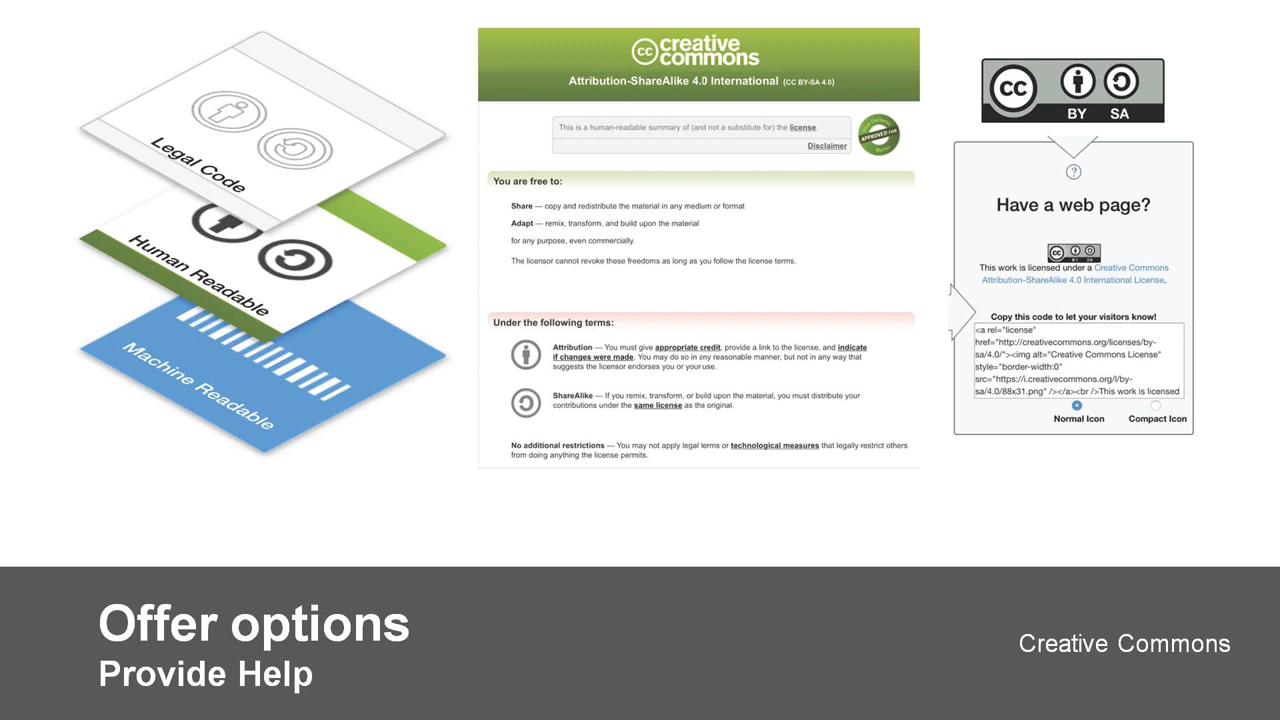 Legal Code
Human Readable
Machine Readable
cc creative
commons
Attribution-ShareAlike 4.0 International (CC BY-SA 4.0)
This is a human-readable summary of (and not a substitute for) the license.
Disclaimer
APPROVED FOR
You are free to:
Share — copy and redistribute the material in any medium or format
Adapt — remix, transform, and build upon the material
for any purpose, even commercially.
The licensor cannot revoke these freedoms as long as you follow the license terms.
Under the following terms:
Attribution — You must give appropriate credit, provide a link to the license, and indicate
if changes were made. You may do so in any reasonable manner, but not in any way that
suggests the licensor endorses you or your use.
ShareAlike — If you remix, transform, or build upon the material, you must distribute your
contributions under the same license as the original.
No additional restrictions — You may not apply legal terms or technological measures that legally restrict others
from doing anything the license permits.
cc
BY SA
?
Have a web page?
cc
BY
This work is licensed under a Creative Commons
Attribution-ShareAlike 4.0 International License.
Copy this code to let your visitors know!
<a rel="license"
href="http://creativecommons.org/licenses/by-
sa/4.0/"><img alt="Creative Commons License"
style="border-width:0"
src="https://i.creativecommons.org/l/by-
sa/4.0/88x31.png" /></a><br />This work is licensed
Normal Icon Compact Icon
Offer options
Provide Help
Creative Commons